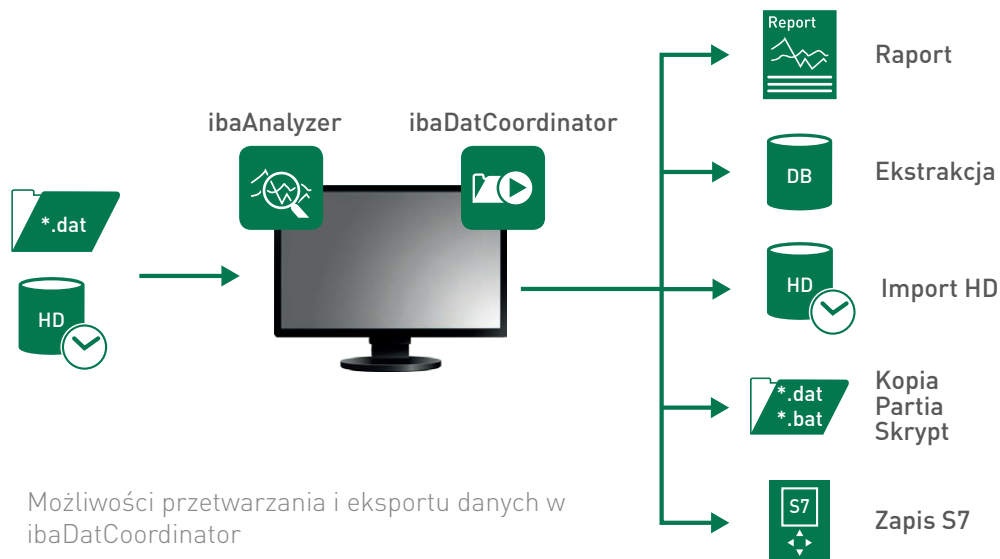 Report
Raport
ibaAnalyzer
ibaDatCoordinator
DB
Ekstrakcja
*.dat
HD
HD
Import HD
*.dat
*.bat
Kopia
Partia
Skrypt
S7
Zapis S7
Możliwości przetwarzania i eksportu danych w
ibaDatCoordinator